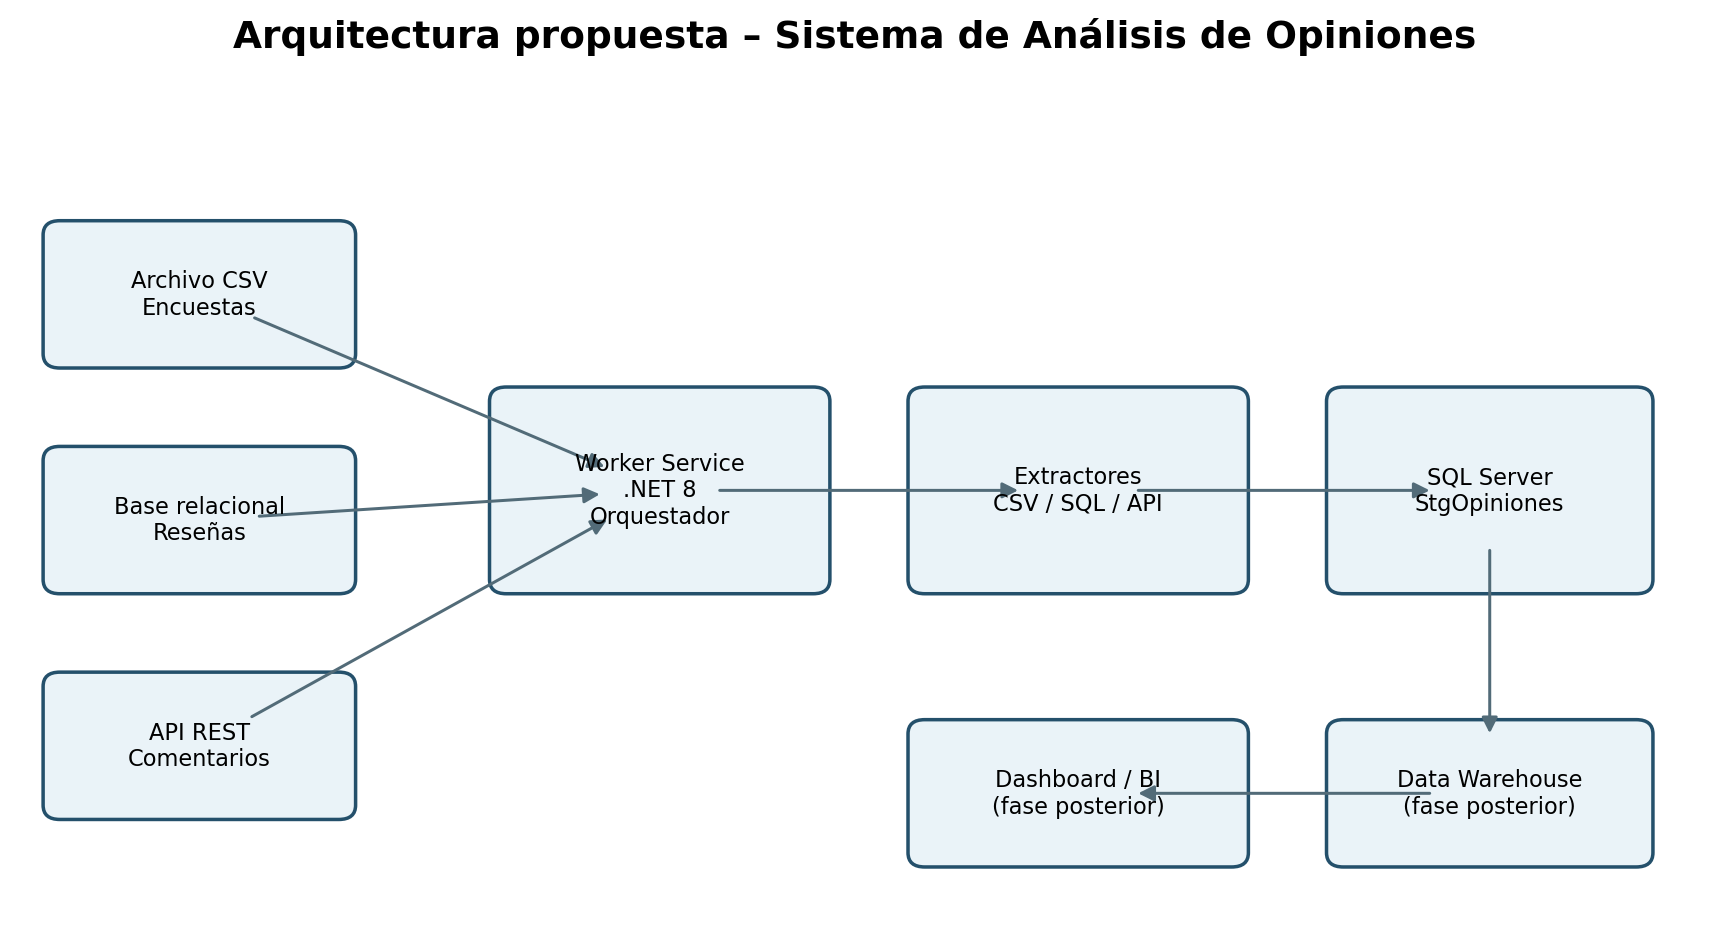 Arquitectura propuesta – Sistema de Análisis de Opiniones
Archivo CSV
Encuestas
Base relacional
Reseñas
API REST
Comentarios
Worker Service
.NET 8
Orquestador
Extractores
CSV / SQL / API
SQL Server
StgOpiniones
Dashboard / BI
(fase posterior)
Data Warehouse
(fase posterior)